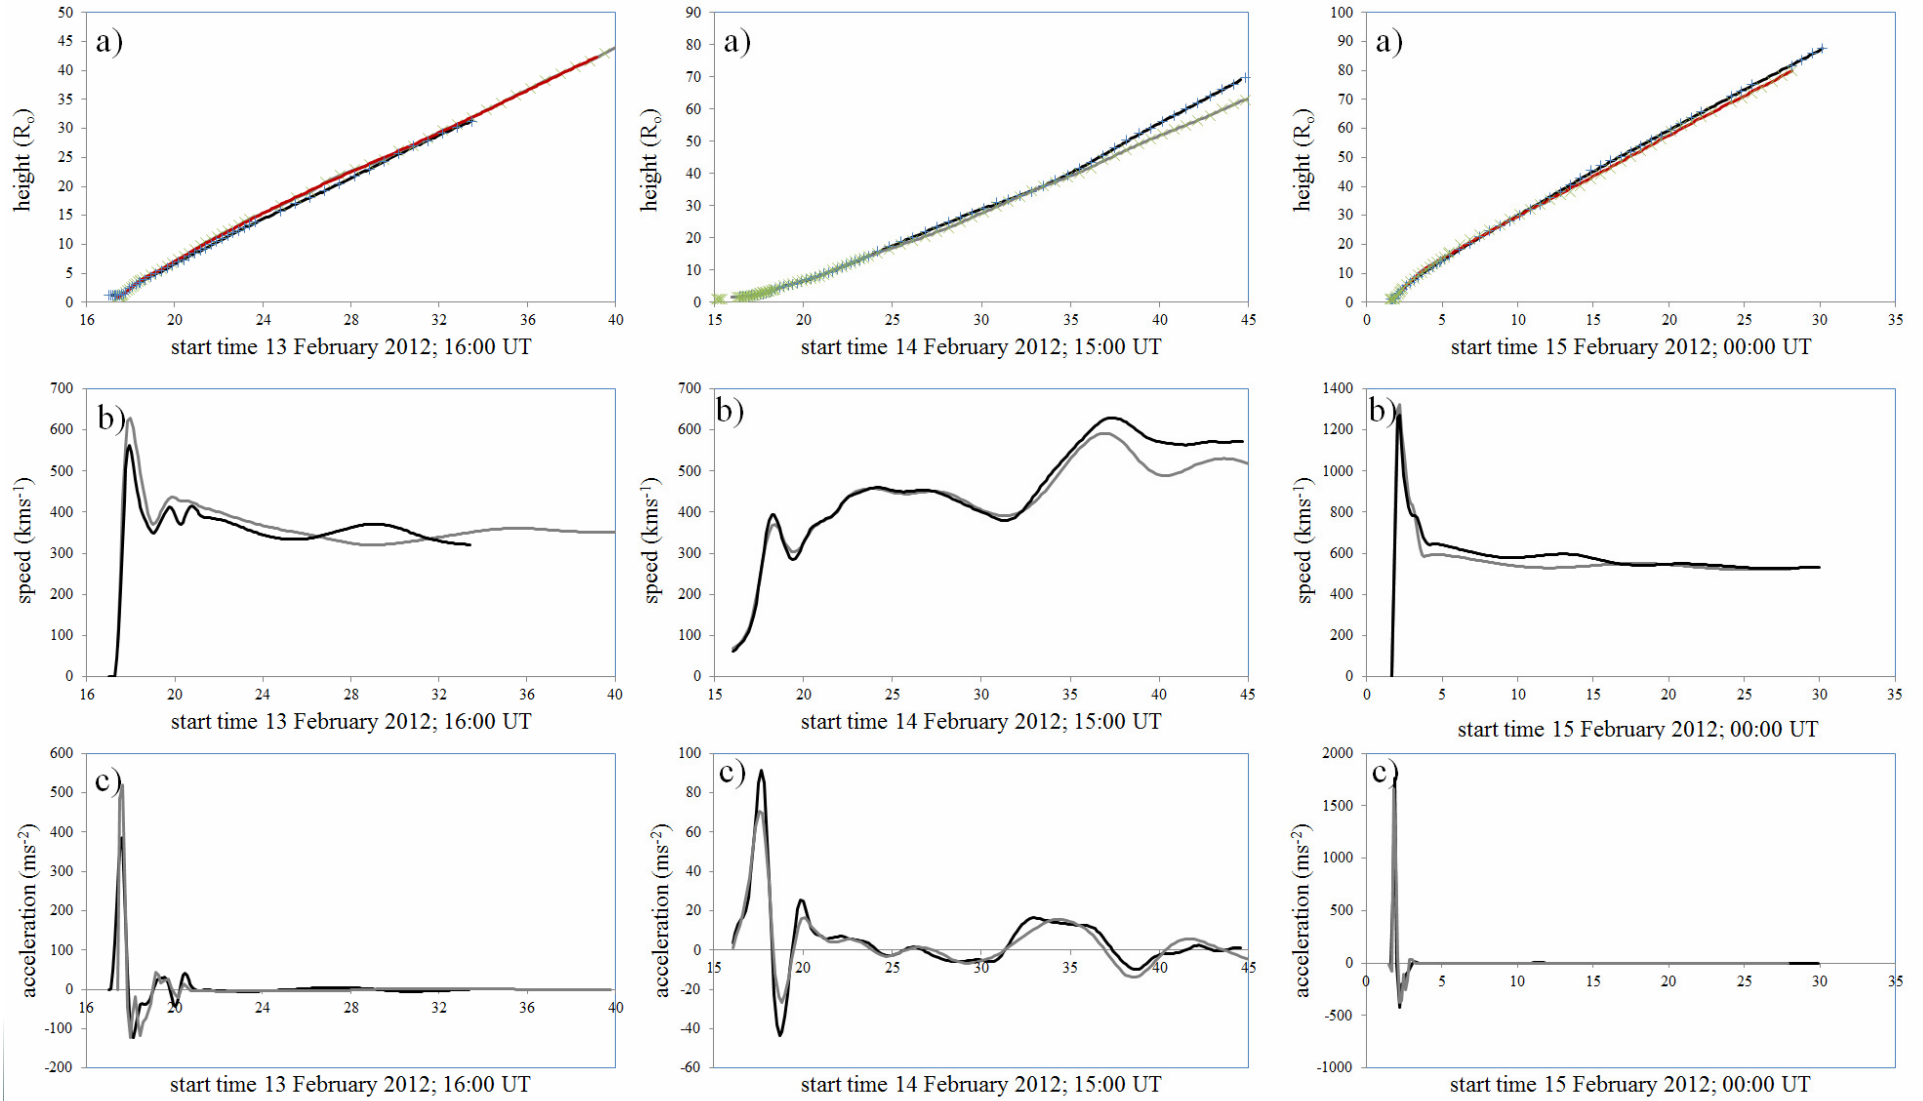 50
45
40
35
30
25
20
15
10
5
0
a)
height (Rₒ)
16 20 24 28 32 36 40
start time 13 February 2012; 16:00 UT
90
80
70
60
50
40
30
20
10
0
a)
height (Rₒ)
15 20 25 30 35 40 45
start time 14 February 2012; 15:00 UT
100
90
80
70
60
50
40
30
20
10
0
a)
height (Rₒ)
0 5 10 15 20 25 30 35
start time 15 February 2012; 00:00 UT
700
600
500
400
300
200
100
0
b)
speed (kms⁻¹)
16 20 24 28 32 36 40
start time 13 February 2012; 16:00 UT
700
600
500
400
300
200
100
0
b)
speed (kms⁻¹)
15 20 25 30 35 40 45
start time 14 February 2012; 15:00 UT
1400
1200
1000
800
600
400
200
0
b)
speed (kms⁻¹)
0 5 10 15 20 25 30 35
start time 15 February 2012; 00:00 UT
600
500
400
300
200
100
0
-100
-200
c)
acceleration (ms⁻²)
16 20 24 28 32 36 40
start time 13 February 2012; 16:00 UT
100
80
60
40
20
0
-20
-40
-60
c)
acceleration (ms⁻²)
15 20 25 30 35 40 45
start time 14 February 2012; 15:00 UT
2000
1500
1000
500
0
-500
-1000
c)
acceleration (ms⁻²)
0 5 10 15 20 25 30 35
start time 15 February 2012; 00:00 UT